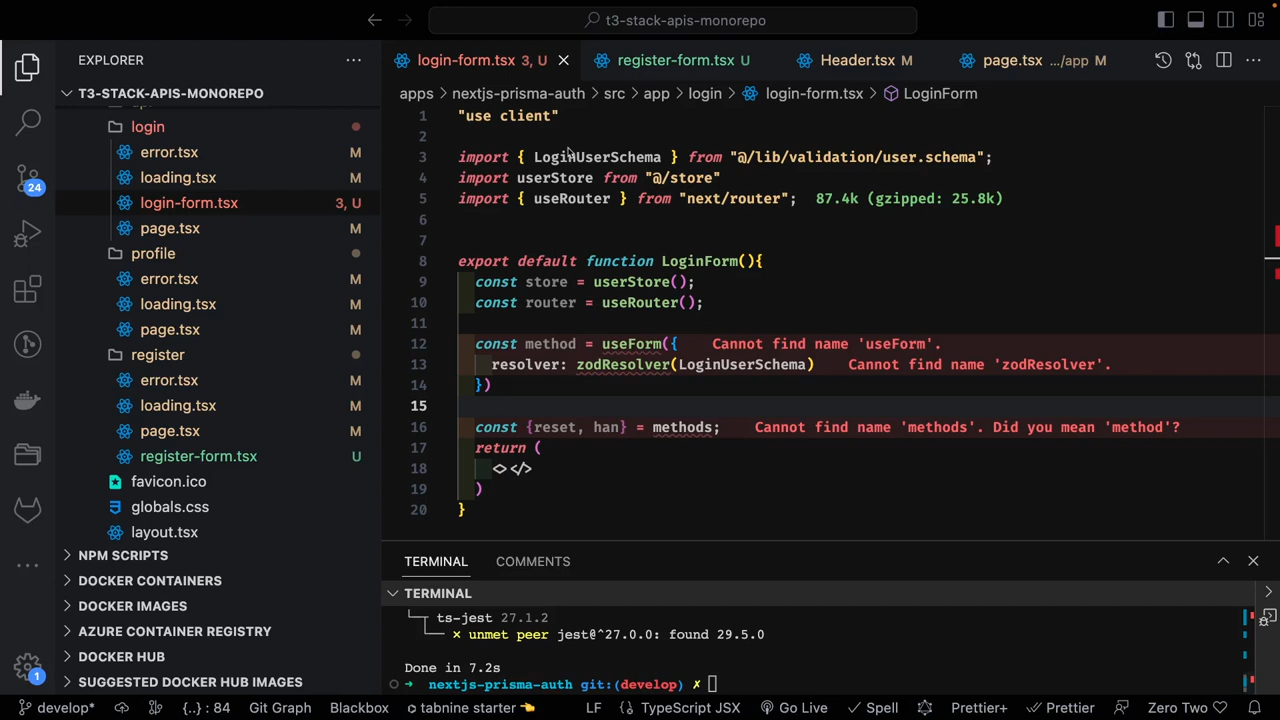 t3-stack-apis-monorepo
EXPLORER
T3-STACK-APIS-MONOREPO
login
error.tsx M
loading.tsx M
login-form.tsx 3, U
page.tsx M
profile
error.tsx M
loading.tsx M
page.tsx M
register
error.tsx M
loading.tsx M
page.tsx M
register-form.tsx U
favicon.ico
globals.css
layout.tsx
NPM SCRIPTS
DOCKER CONTAINERS
DOCKER IMAGES
AZURE CONTAINER REGISTRY
DOCKER HUB
SUGGESTED DOCKER HUB IMAGES
24
1
login-form.tsx 3, U
register-form.tsx U
Header.tsx M
page.tsx .../app M
apps > nextjs-prisma-auth > src > app > login > login-form.tsx > LoginForm
1 "use client"
2
3 import { LoginUserSchema } from "@/lib/validation/user.schema";
4 import userStore from "@/store"
5 import { useRouter } from "next/router"; 87.4k (gzipped: 25.8k)
6
7
8 export default function LoginForm(){
9 const store = userStore();
10 const router = useRouter();
11
12 const method = useForm({ Cannot find name 'useForm'.
13 resolver: zodResolver(LoginUserSchema) Cannot find name 'zodResolver'.
14 })
15
16 const {reset, han} = methods; Cannot find name 'methods'. Did you mean 'method'?
17 return (
18 <></>
19 )
20 }
TERMINAL COMMENTS
TERMINAL
ts-jest 27.1.2
× unmet peer jest@^27.0.0: found 29.5.0
Done in 7.2s
→ nextjs-prisma-auth git:(develop) ✗
develop* {..} : 84 Git Graph Blackbox tabnine starter 👈 LF TypeScript JSX Go Live Spell Prettier+ Prettier Zero Two